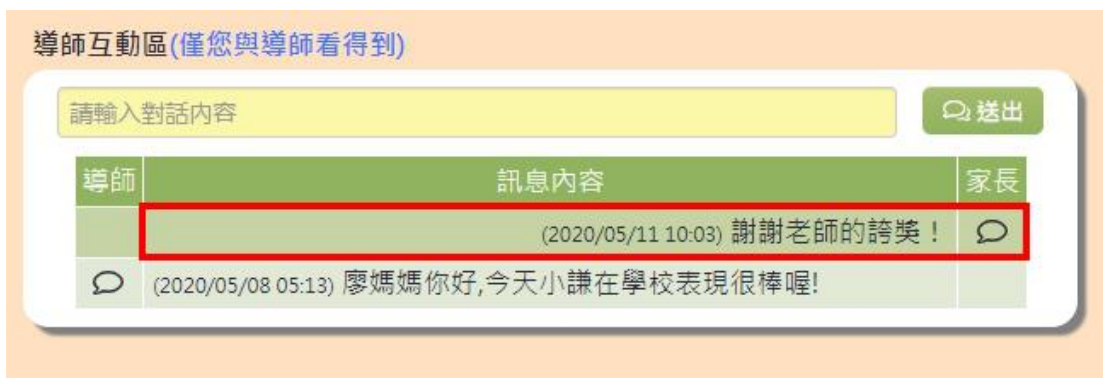 導師互動區(僅您與導師看得到)
請輸入對話內容 送出
導師 訊息內容 家長
(2020/05/11 10:03) 謝謝老師的誇獎！
(2020/05/08 05:13) 廖媽媽你好,今天小謙在學校表現很棒喔!